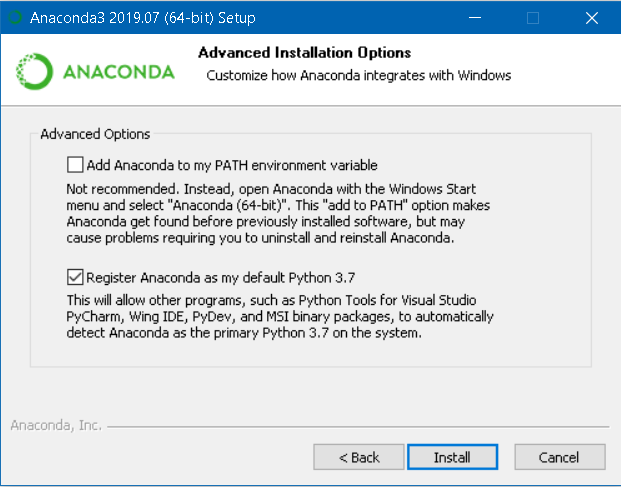 Anaconda3 2019.07 (64-bit) Setup
Advanced Installation Options
ANACONDA
Customize how Anaconda integrates with Windows
Advanced Options
Add Anaconda to my PATH environment variable
Not recommended. Instead, open Anaconda with the Windows Start
menu and select "Anaconda (64-bit)". This "add to PATH" option makes
Anaconda get found before previously installed software, but may
cause problems requiring you to uninstall and reinstall Anaconda.
Register Anaconda as my default Python 3.7
This will allow other programs, such as Python Tools for Visual Studio
PyCharm, Wing IDE, PyDev, and MSI binary packages, to automatically
detect Anaconda as the primary Python 3.7 on the system.
Anaconda, Inc.
< Back Install Cancel